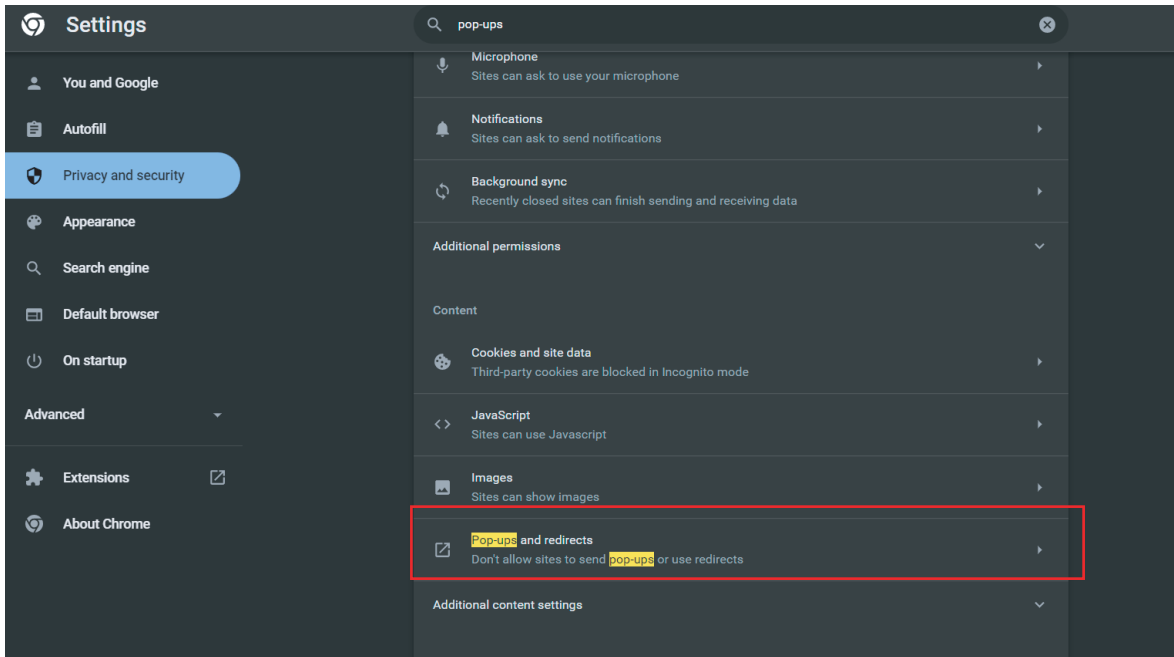 Settings
pop-ups
You and Google
Autofill
Privacy and security
Appearance
Search engine
Default browser
On startup
Advanced
Extensions
About Chrome
Microphone
Sites can ask to use your microphone
Notifications
Sites can ask to send notifications
Background sync
Recently closed sites can finish sending and receiving data
Additional permissions
Content
Cookies and site data
Third-party cookies are blocked in Incognito mode
JavaScript
Sites can use Javascript
Images
Sites can show images
Pop-ups and redirects
Don't allow sites to send pop-ups or use redirects
Additional content settings